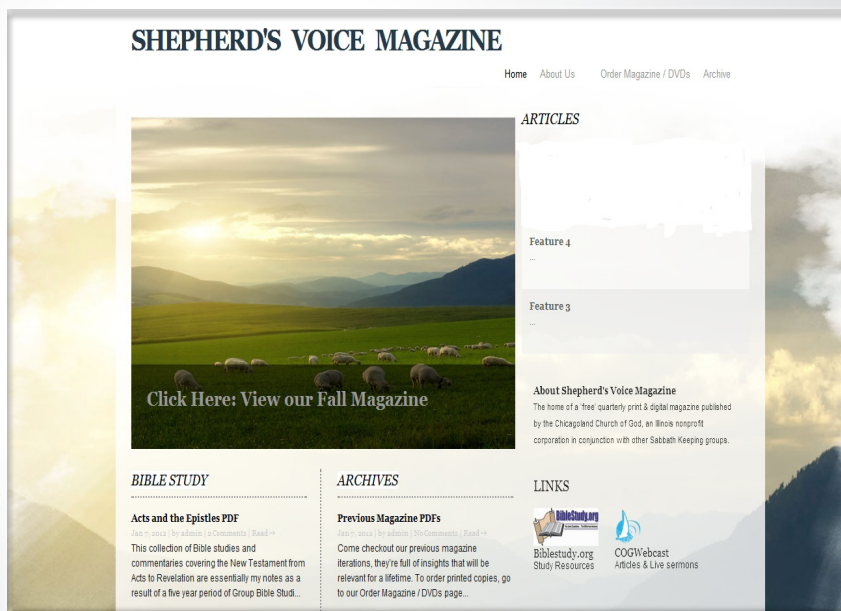 SHEPHERD'S VOICE MAGAZINE
Home About Us Order Magazine / DVDs Archive
ARTICLES
Feature 4
...
Feature 3
...
Click Here: View our Fall Magazine
About Shepherd's Voice Magazine
The home of a 'free' quarterly print & digital magazine published
by the Chicagoland Church of God, an Illinois nonprofit
corporation in conjunction with other Sabbath Keeping groups.
BIBLE STUDY
Acts and the Epistles PDF
Jan 7, 2012 | by admin | 2 Comments | Read →
This collection of Bible studies and
commentaries covering the New Testament from
Acts to Revelation are essentially my notes as a
result of a five year period of Group Bible Studi...
ARCHIVES
Previous Magazine PDFs
Jan 7, 2012 | by admin | No Comments | Read →
Come checkout our previous magazine
iterations, they're full of insights that will be
relevant for a lifetime. To order printed copies, go
to our Order Magazine / DVDs page...
LINKS
BibleStudy.org
Biblestudy.org
Study Resources
COGWebcast
Articles & Live sermons